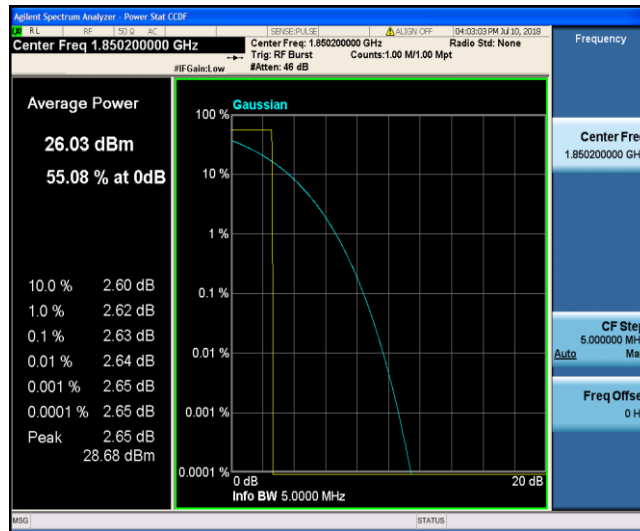 Agilent Spectrum Analyzer - Power Stat CCDF
RL RF 50 Ω AC SENSE:PULSE ALIGN OFF 04:03:03 PM Jul 10, 2018
Center Freq 1.850200000 GHz
Center Freq: 1.850200000 GHz Radio Std: None
Trig: RF Burst Counts:1.00 M/1.00 Mpt
#IFGain:Low #Atten: 46 dB
Average Power
26.03 dBm
55.08 % at 0dB
10.0 % 2.60 dB
1.0 % 2.62 dB
0.1 % 2.63 dB
0.01 % 2.64 dB
0.001 % 2.65 dB
0.0001 % 2.65 dB
Peak 2.65 dB
28.68 dBm
Gaussian
100 %
10 %
1 %
0.1 %
0.01 %
0.001 %
0.0001 %
0 dB 20 dB
Info BW 5.0000 MHz
Frequency
Center Fre
1.850200000 GH
CF Step
5.000000 MH
Auto Ma
Freq Offse
0 H
MSG STATUS